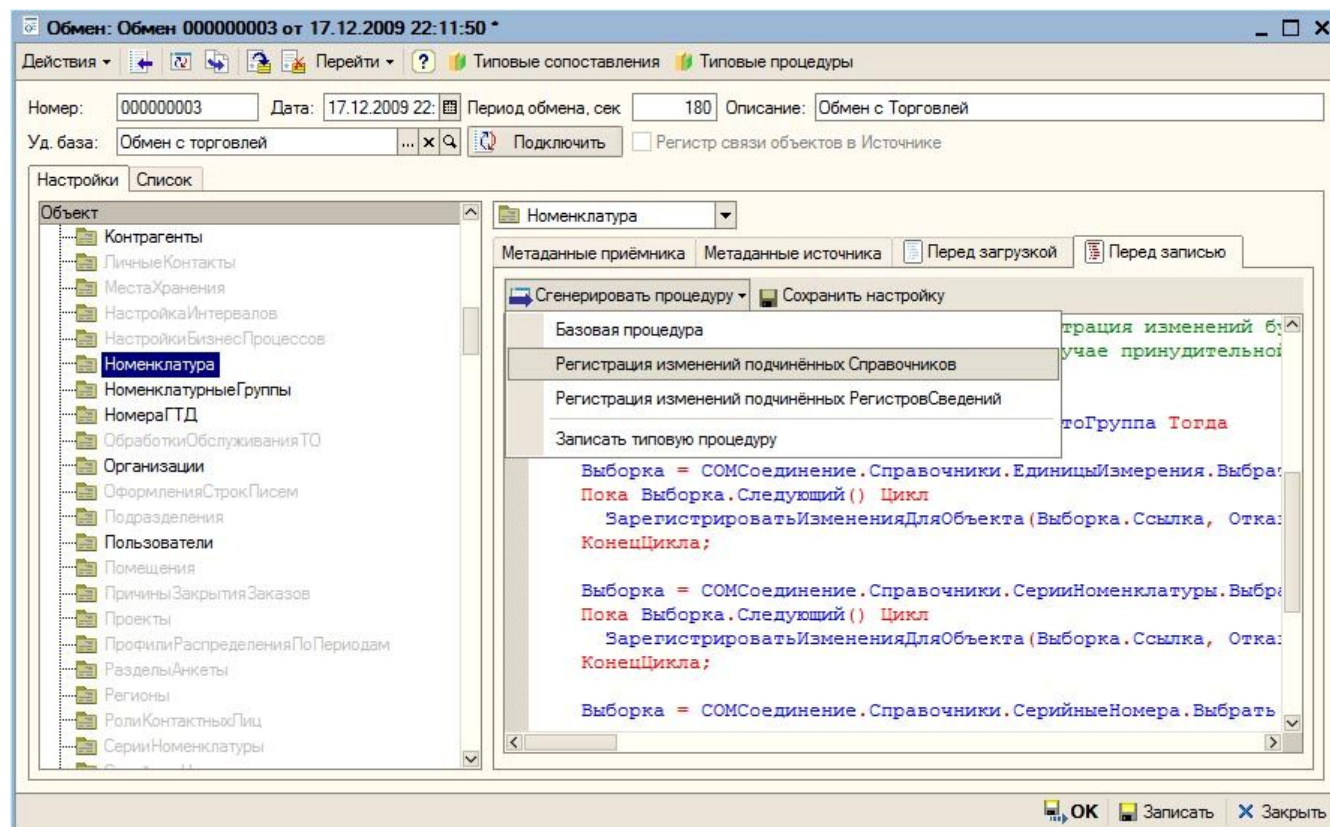 Обмен: Обмен 000000003 от 17.12.2009 22:11:50 *
Действия Перейти ? Типовые сопоставления Типовые процедуры
Номер: 000000003 Дата: 17.12.2009 22: Период обмена, сек 180 Описание: Обмен с Торговлей
Уд. база: Обмен с торговлей ... x Подключить Регистр связи объектов в Источнике
Настройки Список
Объект
Контрагенты
ЛичныеКонтакты
МестаХранения
НастройкаИнтервалов
НастройкиБизнесПроцессов
Номенклатура
НоменклатурныеГруппы
НомераГТД
ОбработкиОбслуживанияТО
Организации
ОформленияСтрокПисем
Подразделения
Пользователи
Помещения
ПричиныЗакрытияЗаказов
Проекты
ПрофилиРаспределенияПоПериодам
РазделыАнкеты
Регионы
РолиКонтактныхЛиц
СерииНоменклатуры
Номенклатура
Метаданные приёмника Метаданные источника Перед загрузкой Перед записью
Сгенерировать процедуру Сохранить настройку
Базовая процедура
Регистрация изменений подчинённых Справочников
Регистрация изменений подчинённых РегистровСведений
Записать типовую процедуру
трация изменений бу
учае принудительной
тоГруппа Тогда
Выборка = COMСоединение.Справочники.ЕдиницыИзмерения.Выбрат
Пока Выборка.Следующий() Цикл
ЗарегистрироватьИзмененияДляОбъекта(Выборка.Ссылка, Отказ
КонецЦикла;
Выборка = COMСоединение.Справочники.СерииНоменклатуры.Выбра
Пока Выборка.Следующий() Цикл
ЗарегистрироватьИзмененияДляОбъекта(Выборка.Ссылка, Отказ
КонецЦикла;
Выборка = COMСоединение.Справочники.СерийныеНомера.Выбрать
OK Записать Закрыть